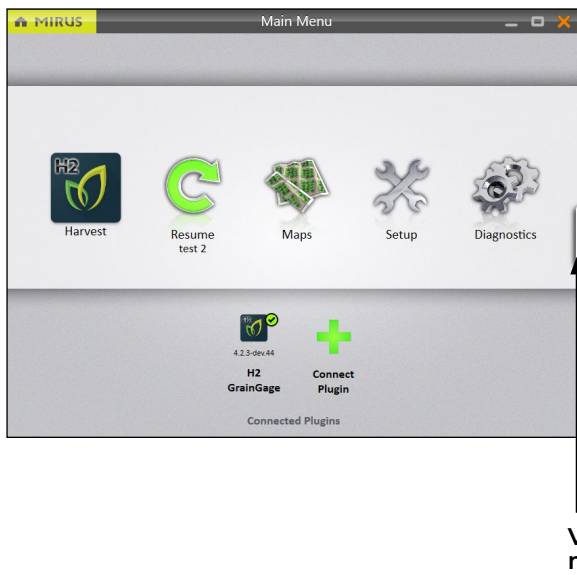 MIRUS
Main Menu
H2
Harvest
Resume
test 2
Maps
Setup
Diagnostics
H2
4.2.3-dev.44
H2
GrainGage
Connect
Plugin
Connected Plugins